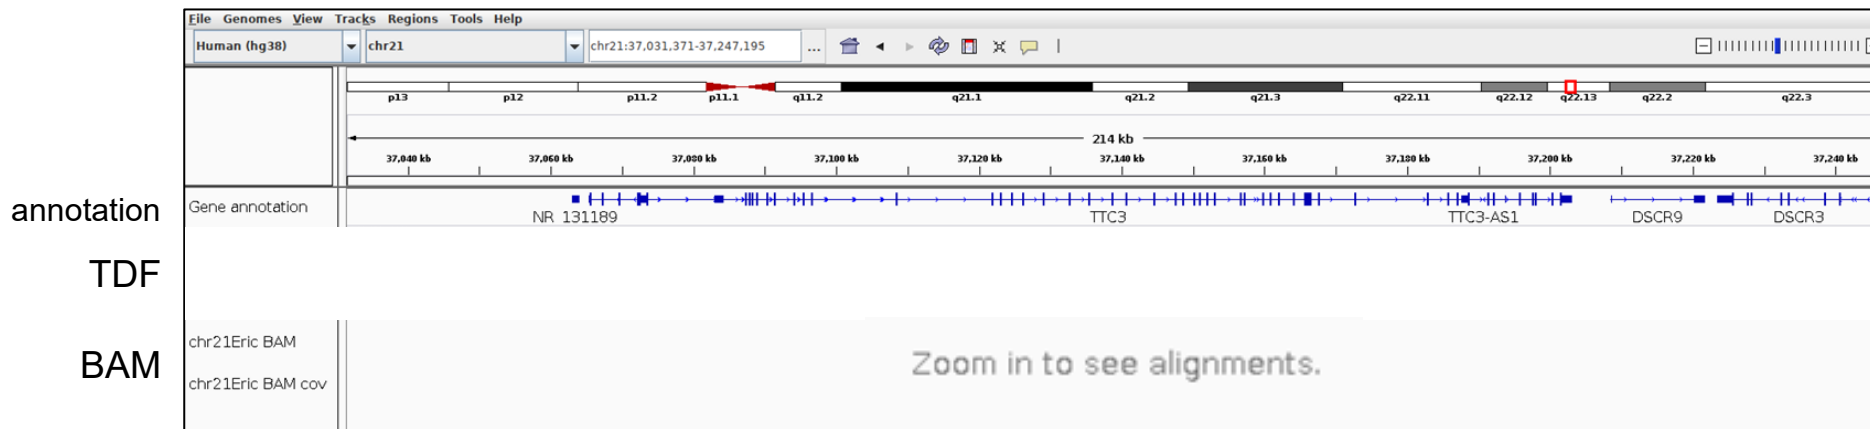 File Genomes View Tracks Regions Tools Help
Human (hg38) chr21 chr21:37,031,371-37,247,195 ...
p13 p12 p11.2 p11.1 q11.2 q21.1 q21.2 q21.3 q22.11 q22.12 q22.13 q22.2 q22.3
214 kb
37,040 kb 37,060 kb 37,080 kb 37,100 kb 37,120 kb 37,140 kb 37,160 kb 37,180 kb 37,200 kb 37,220 kb 37,240 kb
annotation Gene annotation
NR_131189 TTC3 TTC3-AS1 DSCR9 DSCR3
TDF
chr21Eric BAM
BAM Zoom in to see alignments.
chr21Eric BAM cov